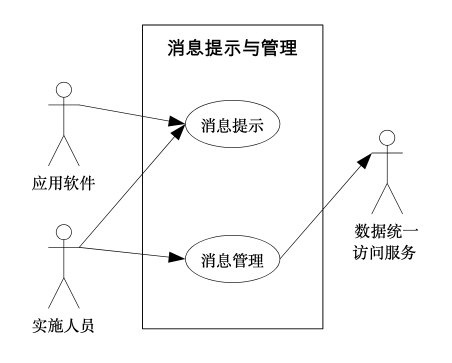 消息提示与管理
消息提示
应用软件
数据统一
访问服务
消息管理
实施人员